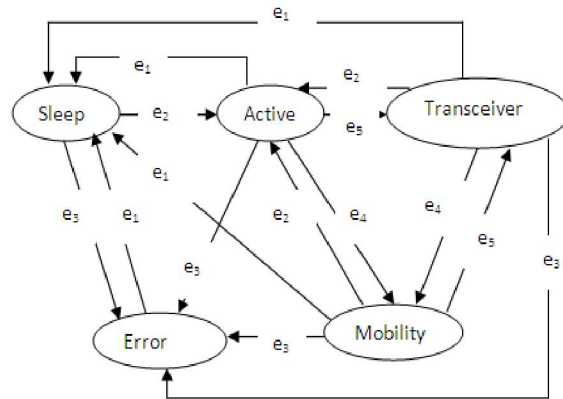 e₁
e₁
e₂
Sleep
e₂
Active
e₅
Transceiver
e₁
e₃
e₁
e₂
e₄
e₄
e₅
e₃
e₃
Error
e₃
Mobility